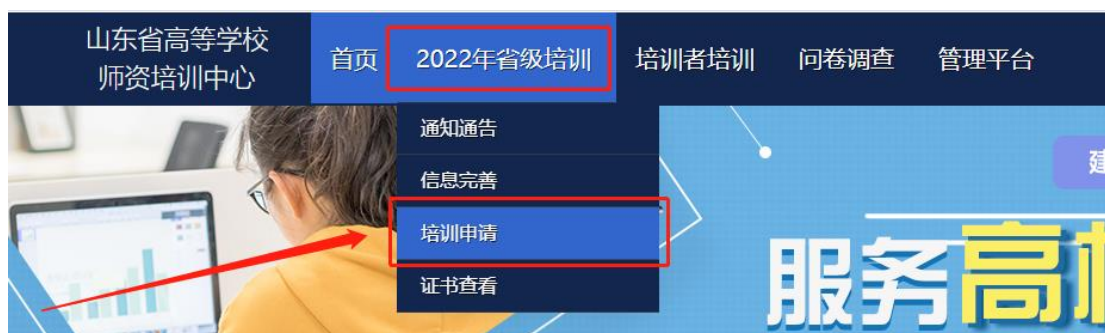 山东省高等学校
师资培训中心
首页 2022年省级培训 培训者培训 问卷调查 管理平台
通知通告
信息完善
培训申请
证书查看
服务高